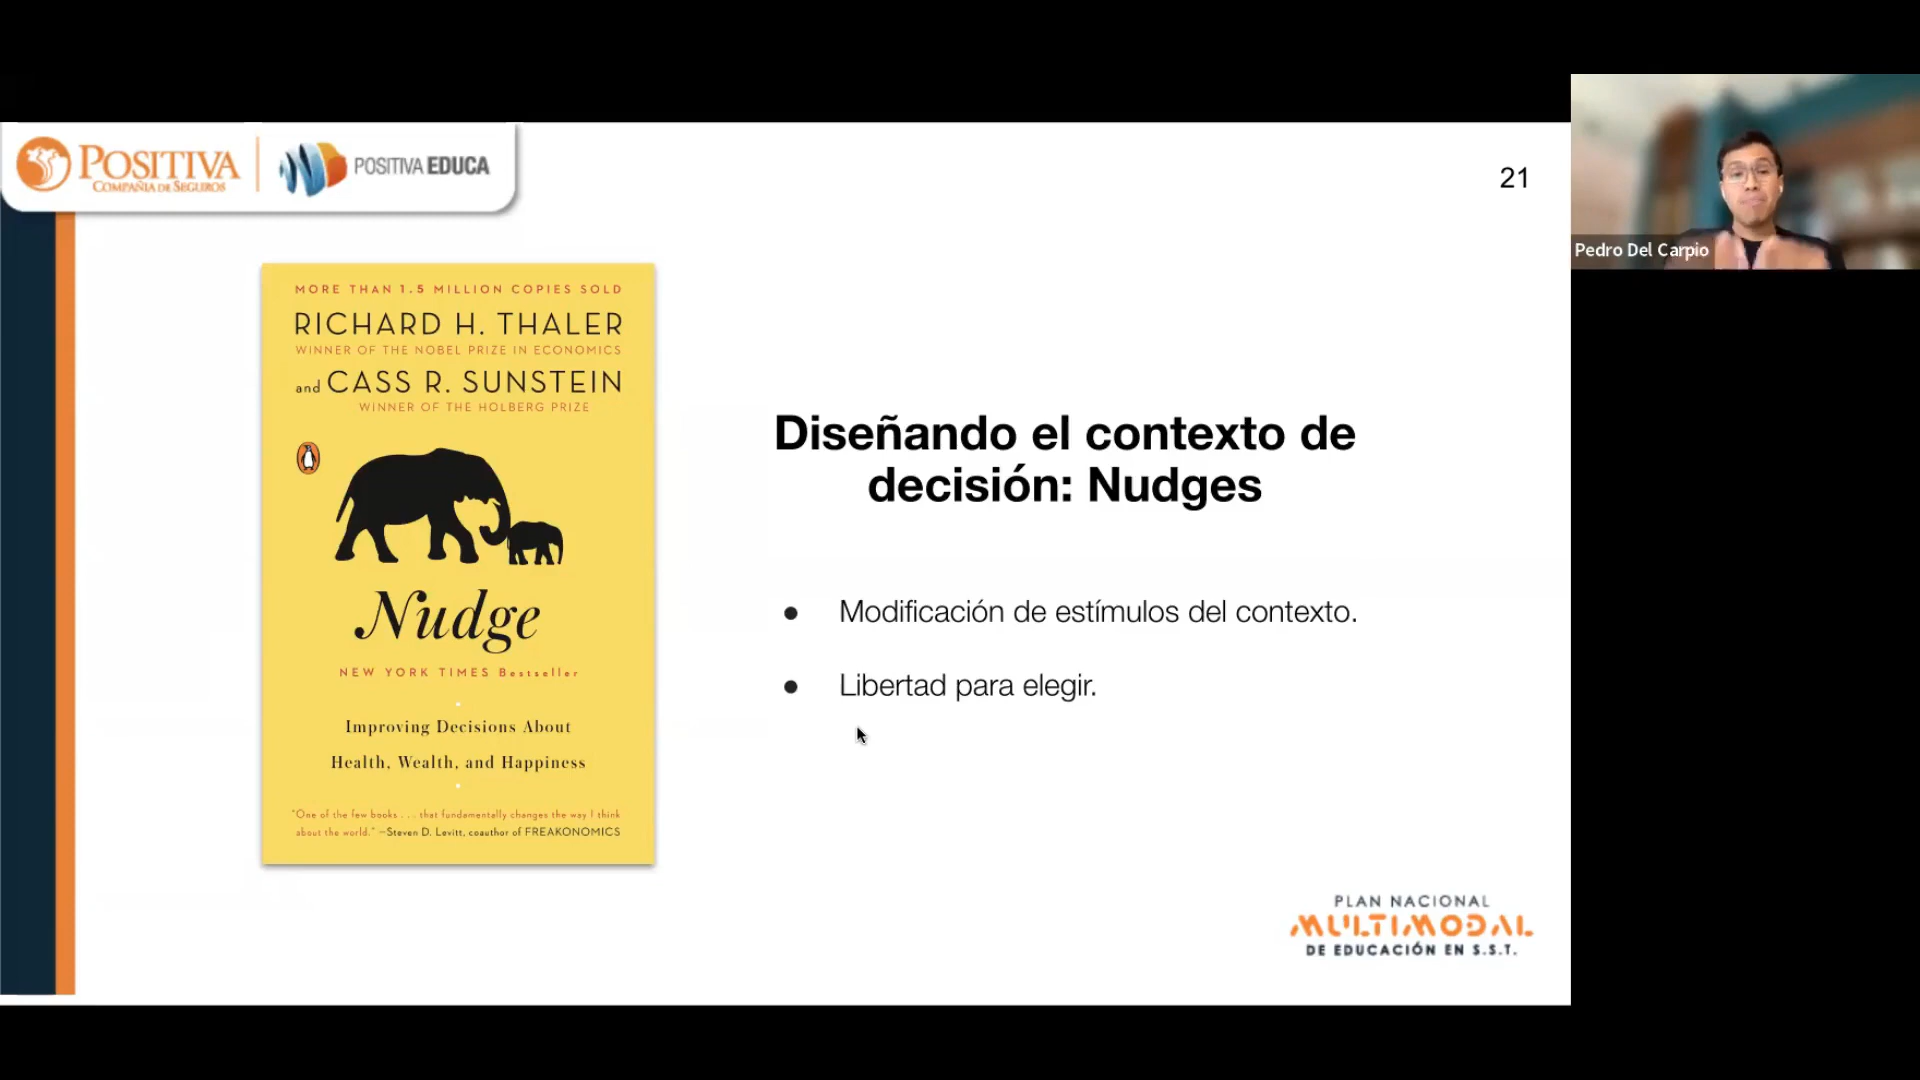 POSITIVA
COMPAÑIA DE SEGUROS
POSITIVA EDUCA
21
Pedro Del Carpio
MORE THAN 1.5 MILLION COPIES SOLD
RICHARD H. THALER
WINNER OF THE NOBEL PRIZE IN ECONOMICS
and CASS R. SUNSTEIN
WINNER OF THE HOLBERG PRIZE
Nudge
NEW YORK TIMES Bestseller
Improving Decisions About
Health, Wealth, and Happiness
"One of the few books . . . that fundamentally changes the way I think
about the world." —Steven D. Levitt, coauthor of FREAKONOMICS
Diseñando el contexto de
decisión: Nudges
● Modificación de estímulos del contexto.
● Libertad para elegir.
PLAN NACIONAL
MULTIMODAL
DE EDUCACIÓN EN S.S.T.